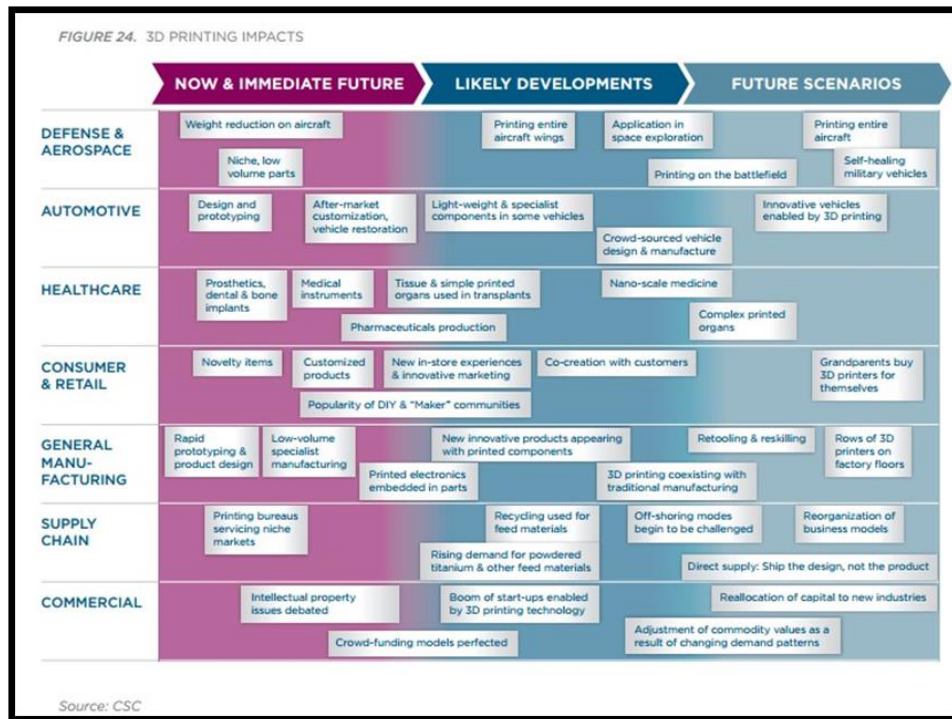 FIGURE 24. 3D PRINTING IMPACTS
NOW & IMMEDIATE FUTURE
LIKELY DEVELOPMENTS
FUTURE SCENARIOS
DEFENSE &
AEROSPACE
Weight reduction on aircraft
Niche, low
volume parts
Printing entire
aircraft wings
Application in
space exploration
Printing on the battlefield
Printing entire
aircraft
Self-healing
military vehicles
AUTOMOTIVE
Design and
prototyping
After-market
customization,
vehicle restoration
Light-weight & specialist
components in some vehicles
Crowd-sourced vehicle
design & manufacture
Innovative vehicles
enabled by 3D printing
HEALTHCARE
Prosthetics,
dental & bone
implants
Medical
instruments
Pharmaceuticals production
Tissue & simple printed
organs used in transplants
Nano-scale medicine
Complex printed
organs
CONSUMER
& RETAIL
Novelty items
Customized
products
Popularity of DIY & "Maker" communities
New in-store experiences
& innovative marketing
Co-creation with customers
Grandparents buy
3D printers for
themselves
GENERAL
MANU-
FACTURING
Rapid
prototyping &
product design
Low-volume
specialist
manufacturing
Printed electronics
embedded in parts
New innovative products appearing
with printed components
3D printing coexisting with
traditional manufacturing
Retooling & reskilling
Rows of 3D
printers on
factory floors
SUPPLY
CHAIN
Printing bureaus
servicing niche
markets
Recycling used for
feed materials
Rising demand for powdered
titanium & other feed materials
Off-shoring modes
begin to be challenged
Reorganization of
business models
Direct supply: Ship the design, not the product
COMMERCIAL
Intellectual property
issues debated
Crowd-funding models perfected
Boom of start-ups enabled
by 3D printing technology
Adjustment of commodity values as a
result of changing demand patterns
Reallocation of capital to new industries
Source: CSC